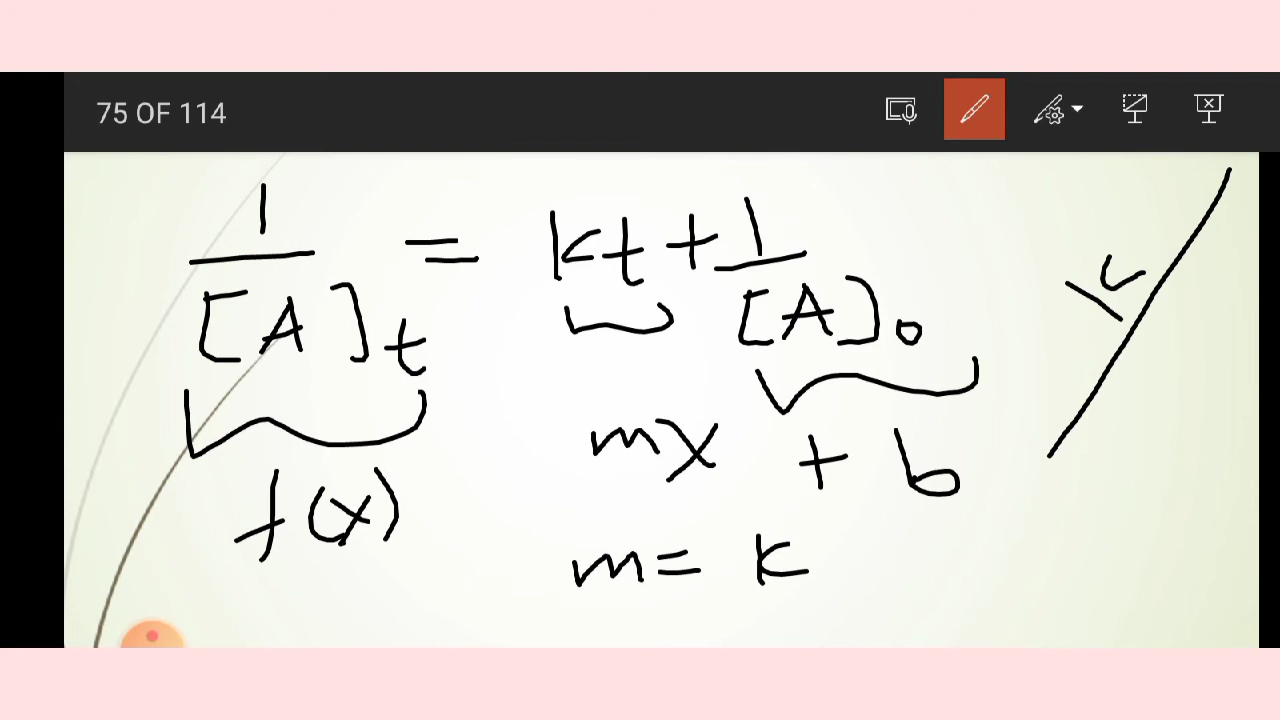 75 OF 114
1/[A]t = kt + 1/[A]0
k
f(x) mx + b
m = k